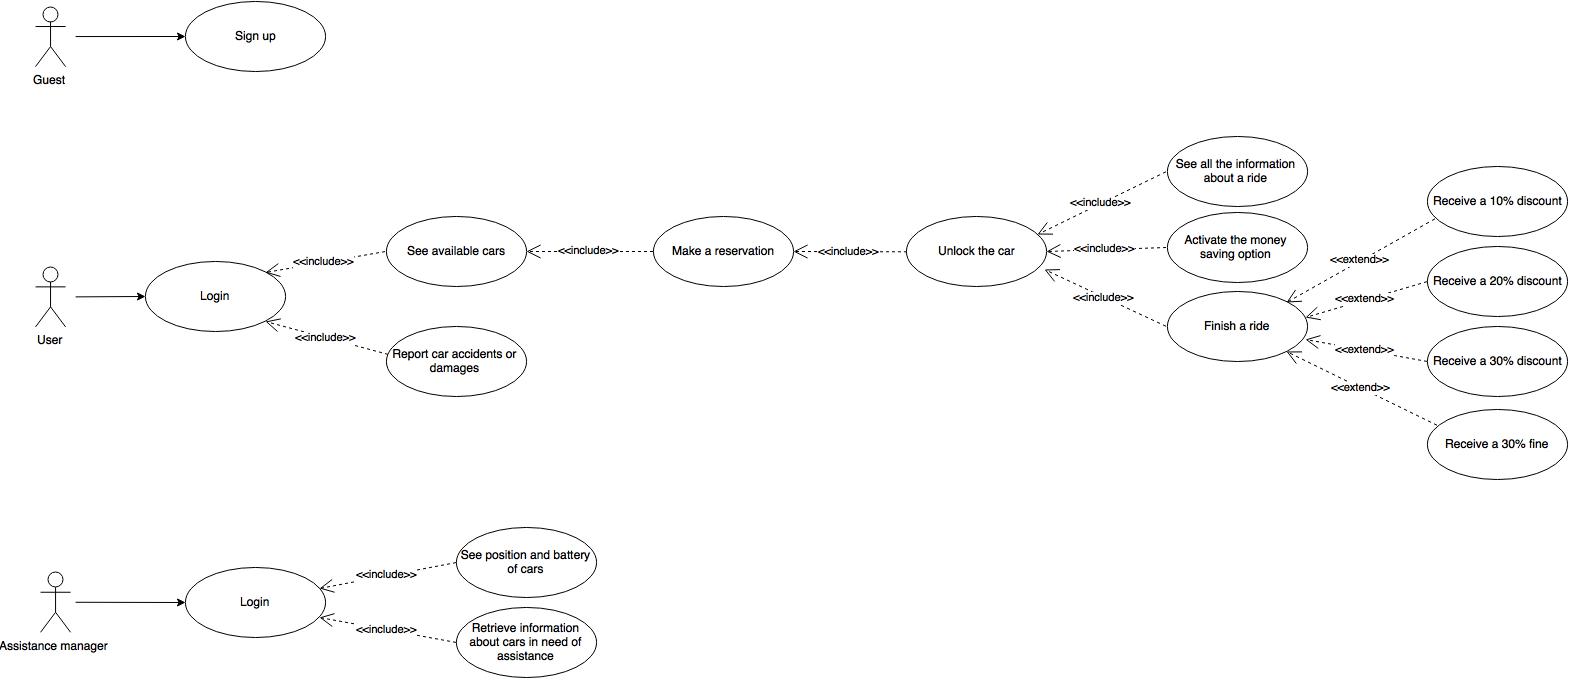 Sign up
Guest
See all the information
about a ride
<<include>>
Receive a 10% discount
Activate the money
saving option
<<include>>
See available cars
<<include>>
Make a reservation
<<include>>
Unlock the car
<<include>>
<<extend>>
Receive a 20% discount
Login
<<include>>
<<include>>
<<extend>>
Finish a ride
User
<<include>>
Report car accidents or
damages
<<extend>>
Receive a 30% discount
<<extend>>
Receive a 30% fine
See position and battery
of cars
<<include>>
Login
<<include>>
Retrieve information
about cars in need of
assistance
Assistance manager